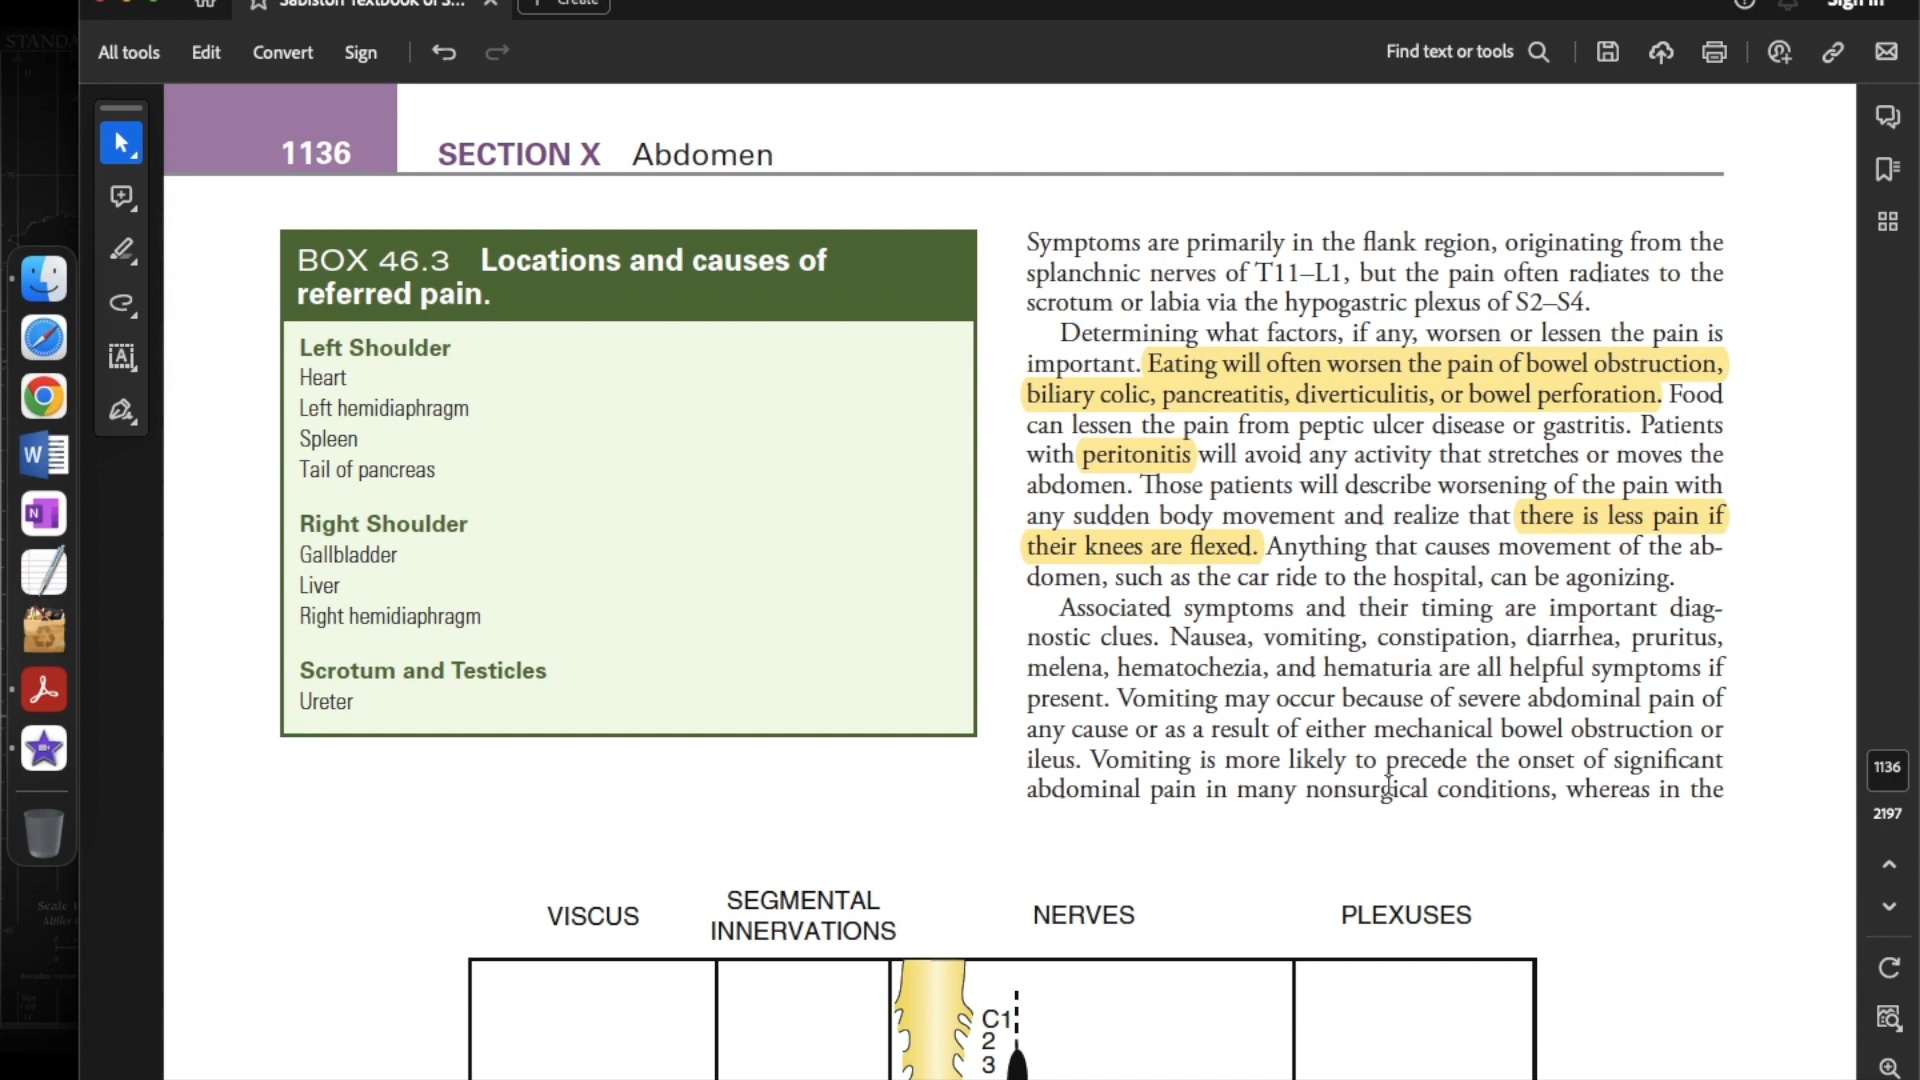 Sabiston Textbook of S...
Create
Sign in
STANDA
All tools
Edit
Convert
Sign
Find text or tools
1136
SECTION X Abdomen
BOX 46.3 Locations and causes of
referred pain.
Left Shoulder
Heart
Left hemidiaphragm
Spleen
Tail of pancreas
Right Shoulder
Gallbladder
Liver
Right hemidiaphragm
Scrotum and Testicles
Ureter
Symptoms are primarily in the flank region, originating from the
splanchnic nerves of T11–L1, but the pain often radiates to the
scrotum or labia via the hypogastric plexus of S2–S4.
Determining what factors, if any, worsen or lessen the pain is
important. Eating will often worsen the pain of bowel obstruction,
biliary colic, pancreatitis, diverticulitis, or bowel perforation. Food
can lessen the pain from peptic ulcer disease or gastritis. Patients
with peritonitis will avoid any activity that stretches or moves the
abdomen. Those patients will describe worsening of the pain with
any sudden body movement and realize that there is less pain if
their knees are flexed. Anything that causes movement of the ab-
domen, such as the car ride to the hospital, can be agonizing.
Associated symptoms and their timing are important diag-
nostic clues. Nausea, vomiting, constipation, diarrhea, pruritus,
melena, hematochezia, and hematuria are all helpful symptoms if
present. Vomiting may occur because of severe abdominal pain of
any cause or as a result of either mechanical bowel obstruction or
ileus. Vomiting is more likely to precede the onset of significant
abdominal pain in many nonsurgical conditions, whereas in the
VISCUS
SEGMENTAL
INNERVATIONS
NERVES
PLEXUSES
C1
2
3
1136
2197
W
N
A
Scale